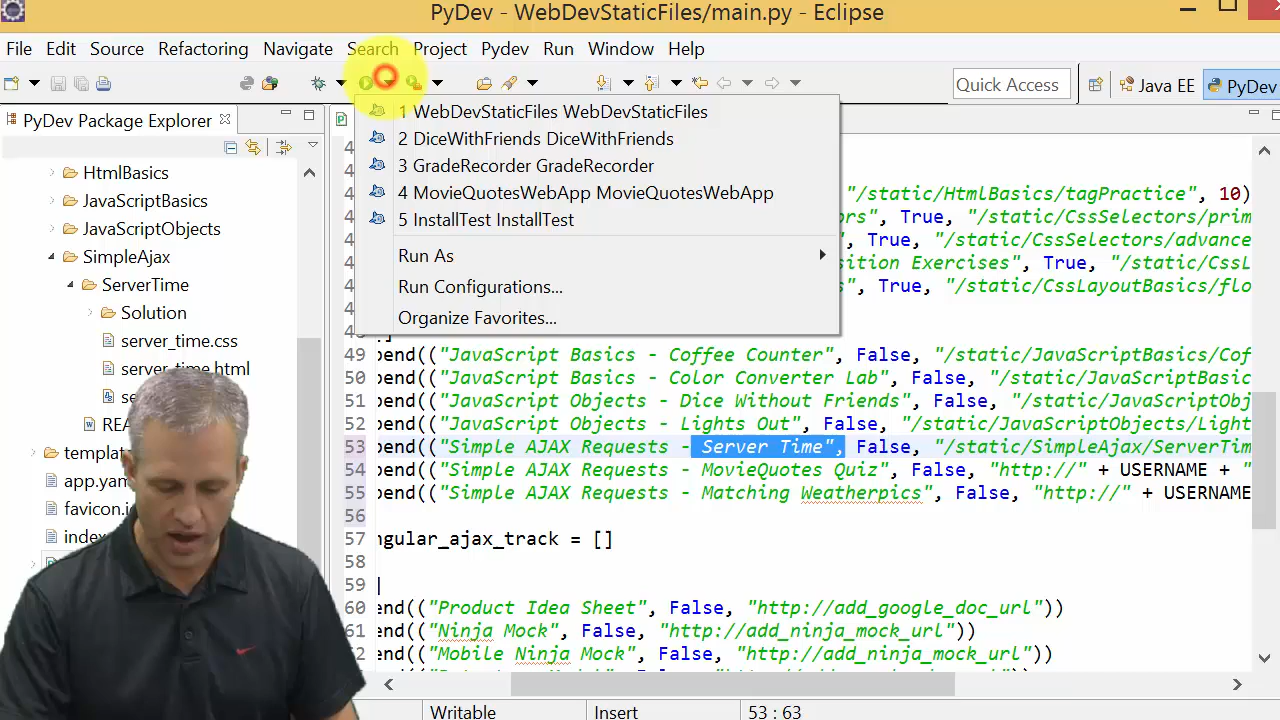 PyDev - WebDevStaticFiles/main.py - Eclipse
File Edit Source Refactoring Navigate Search Project Pydev Run Window Help
Quick Access Java EE PyDev
PyDev Package Explorer
HtmlBasics
JavaScriptBasics
JavaScriptObjects
SimpleAjax
ServerTime
Solution
server_time.css
server_time.html
se
REA
templat
app.yam
favicon.i
index
1 WebDevStaticFiles WebDevStaticFiles
2 DiceWithFriends DiceWithFriends
3 GradeRecorder GradeRecorder
4 MovieQuotesWebApp MovieQuotesWebApp
5 InstallTest InstallTest
Run As
Run Configurations...
Organize Favorites...
"/static/HtmlBasics/tagPractice", 10)
ors", True, "/static/CssSelectors/prim
, True, "/static/CssSelectors/advance
sition Exercises", True, "/static/CssL
", True, "/static/CssLayoutBasics/flo
[]
49 pend(("JavaScript Basics - Coffee Counter", False, "/static/JavaScriptBasics/Cof
50 pend(("JavaScript Basics - Color Converter Lab", False, "/static/JavaScriptBasic
51 pend(("JavaScript Objects - Dice Without Friends", False, "/static/JavaScriptObj
52 pend(("JavaScript Objects - Lights Out", False, "/static/JavaScriptObjects/Light
53 pend(("Simple AJAX Requests - Server Time", False, "/static/SimpleAjax/ServerTim
54 pend(("Simple AJAX Requests - MovieQuotes Quiz", False, "http://" + USERNAME + "
55 pend(("Simple AJAX Requests - Matching Weatherpics", False, "http://" + USERNAME
56
57 ngular_ajax_track = []
58
59 ]
60 end(("Product Idea Sheet", False, "http://add_google_doc_url"))
61 end(("Ninja Mock", False, "http://add_ninja_mock_url"))
62 end(("Mobile Ninja Mock", False, "http://add_ninja_mock_url"))
Writable Insert 53 : 63